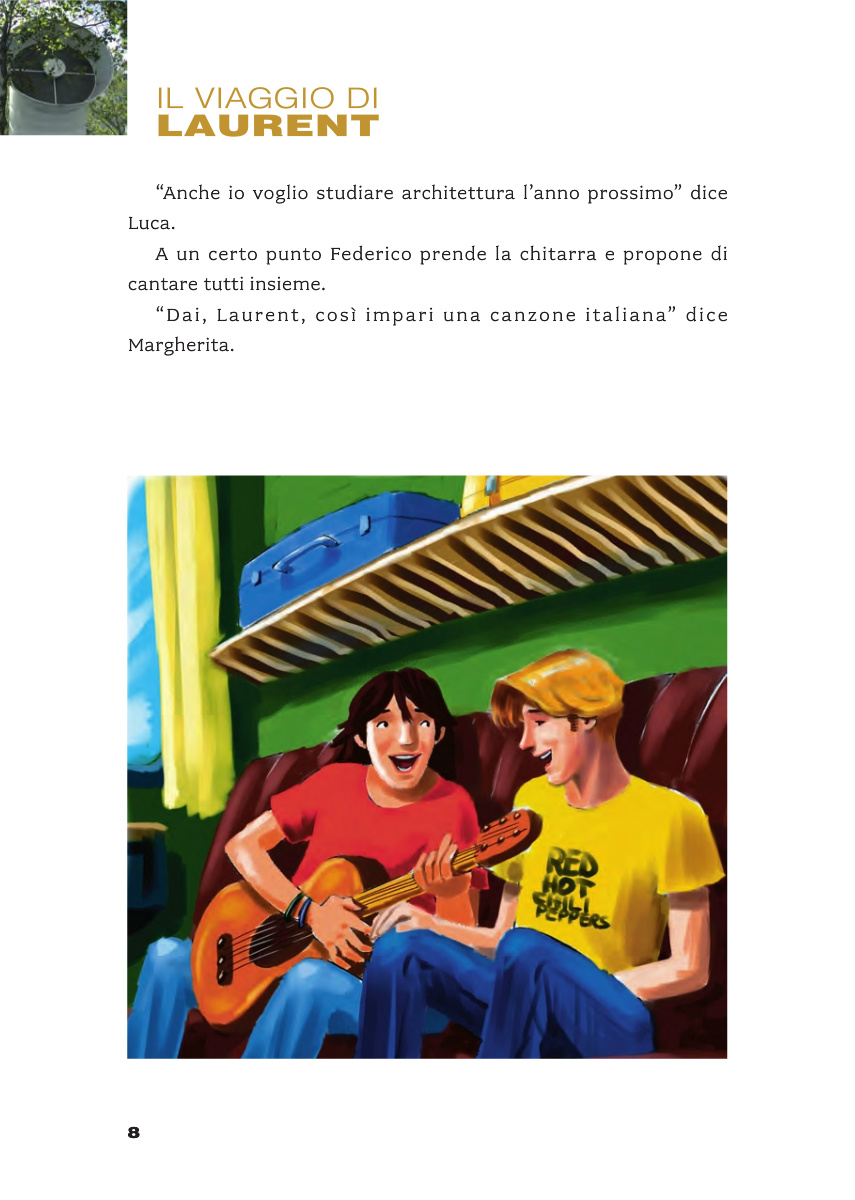 IL VIAGGIO DI
LAURENT
“Anche io voglio studiare architettura l’anno prossimo” dice
Luca.
A un certo punto Federico prende la chitarra e propone di
cantare tutti insieme.
“Dai, Laurent, così impari una canzone italiana” dice
Margherita.
RED
HOT
CHILI
PEPPERS
8